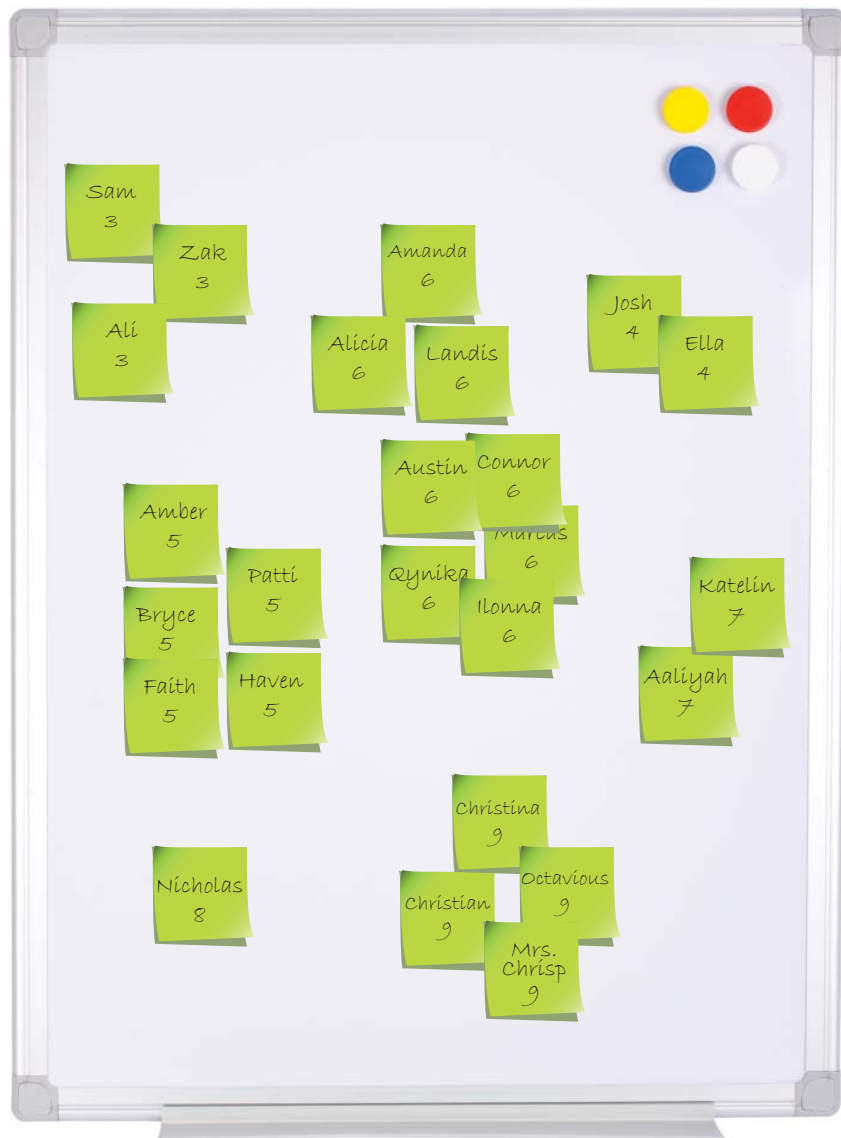 Sam
3
Zak
3
Ali
3
Amanda
6
Alicia
6
Landis
6
Josh
4
Ella
4
Austin
6
Connor
6
Marcus
6
Qynika
6
Ilonna
6
Amber
5
Patti
5
Bryce
5
Faith
5
Haven
5
Katelin
7
Aaliyah
7
Nicholas
8
Christina
9
Octavious
9
Christian
9
Mrs.
Chrisp
9